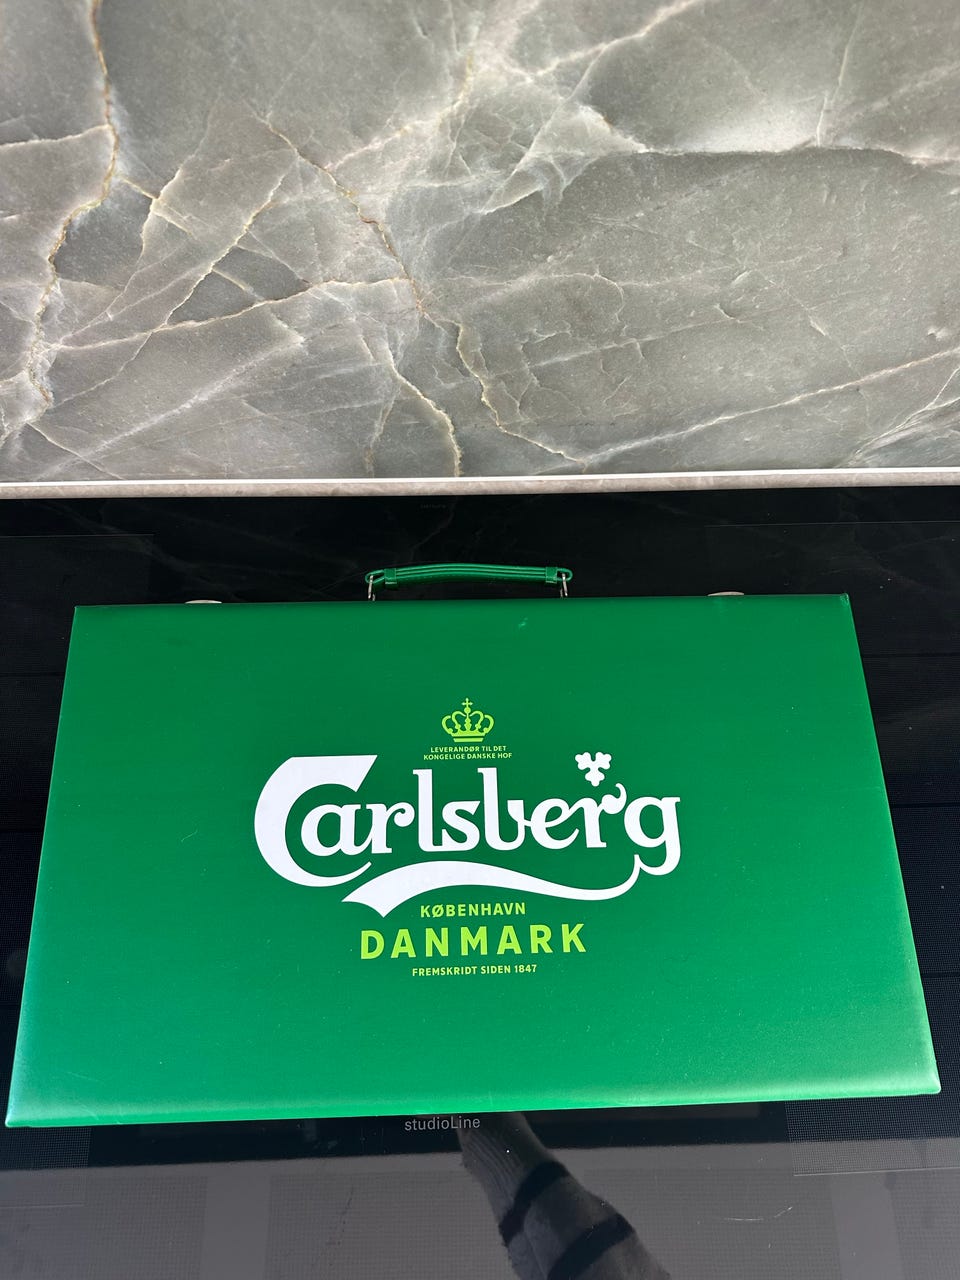 LEVERANDØR TIL DET
KONGELIGE DANSKE HOF
Carlsberg
KØBENHAVN
DANMARK
FREMSKRIDT SIDEN 1847
studioLine